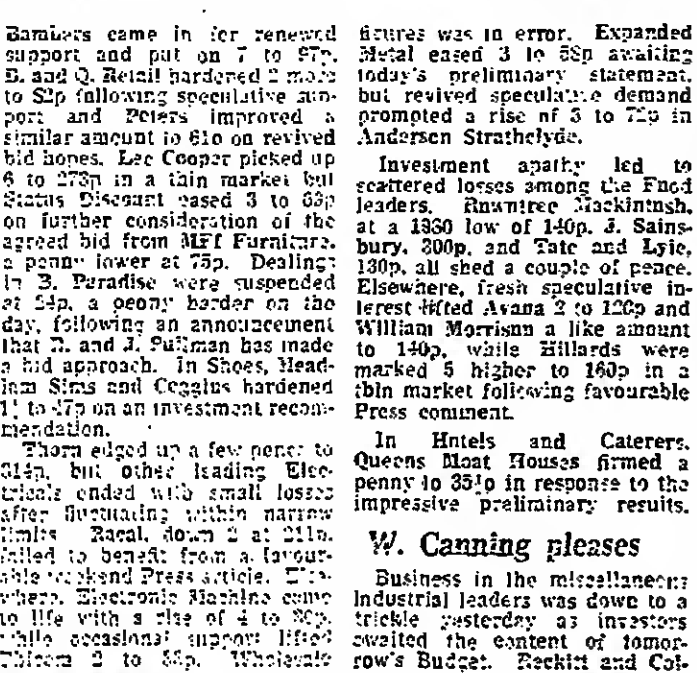 Bambers came in for renewed
support and put on 7 to 97p.
B. and Q. Retail hardened 2 more
to following speculative sup-
port and Peters improved a
similar amount to on revived
bid hopes. Lee Cooper picked up
6 to 273p in a thin market but
Status Discount eased 3 to
on further consideration of the
agreed bid from MFI Furniture,
a penny lower at 75p. Dealings
in B. Paradise were suspended
at a penny harder on the
day, following an announcement
that R. and J. Pullman has made
a bid approach. In Shoes, Head-
lam Sims and Coggins hardened
to 47p on an investment recom-
mendation.
Thorn edged up a few pence to
but other leading Elec-
tricals ended with small losses
after fluctuating within narrow
limits. Racal, down 2 at 211p,
failed to benefit from a favour-
able weekend Press article. Else-
where, Electronic Machine came
to life with a rise of 4 to
while occasional support lifted
2 to Wholesale
figures was in error. Expanded
Metal eased 3 to 58p awaiting
today's preliminary statement,
but revived speculative demand
promoted a rise of 3 to 72p in
Anderson Strathclyde.
Investment apathy led to
scattered losses among the Food
leaders. Rowntree Mackintosh,
at a 1980 low of 140p, J. Sains-
bury, 300p, and Tate and Lyle,
130p, all shed a couple of pence.
Elsewhere, fresh speculative in-
terest lifted Avana 2 to 120p and
William Morrison a like amount
to 140p, while Hillards were
marked 5 higher to 160p in a
thin market following favourable
Press comment.
In Hotels and Caterers,
Queens Moat Houses firmed a
penny to in response to the
impressive preliminary results.
W. Canning pleases
Business in the miscellaneous
Industrial leaders was down to a
trickle yesterday as investors
awaited the content of tomor-
row's Budget. Reckitt and Col-